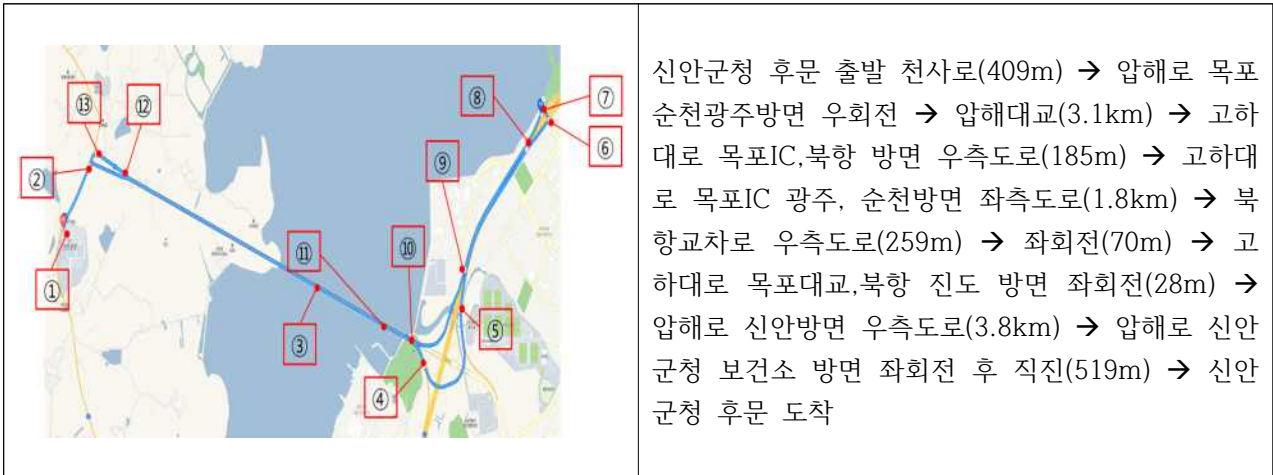 ⑬
⑫
⑧
⑦
⑥
⑨
②
⑪
⑩
①
③
⑤
④
신안군청 후문 출발 천사로(409m) → 압해로 목포
순천광주방면 우회전 → 압해대교(3.1km) → 고하
대로 목포IC,북항 방면 우측도로(185m) → 고하대
로 목포IC 광주, 순천방면 좌측도로(1.8km) → 북
항교차로 우측도로(259m) → 좌회전(70m) → 고
하대로 목포대교,북항 진도 방면 좌회전(28m) →
압해로 신안방면 우측도로(3.8km) → 압해로 신안
군청 보건소 방면 좌회전 후 직진(519m) → 신안
군청 후문 도착